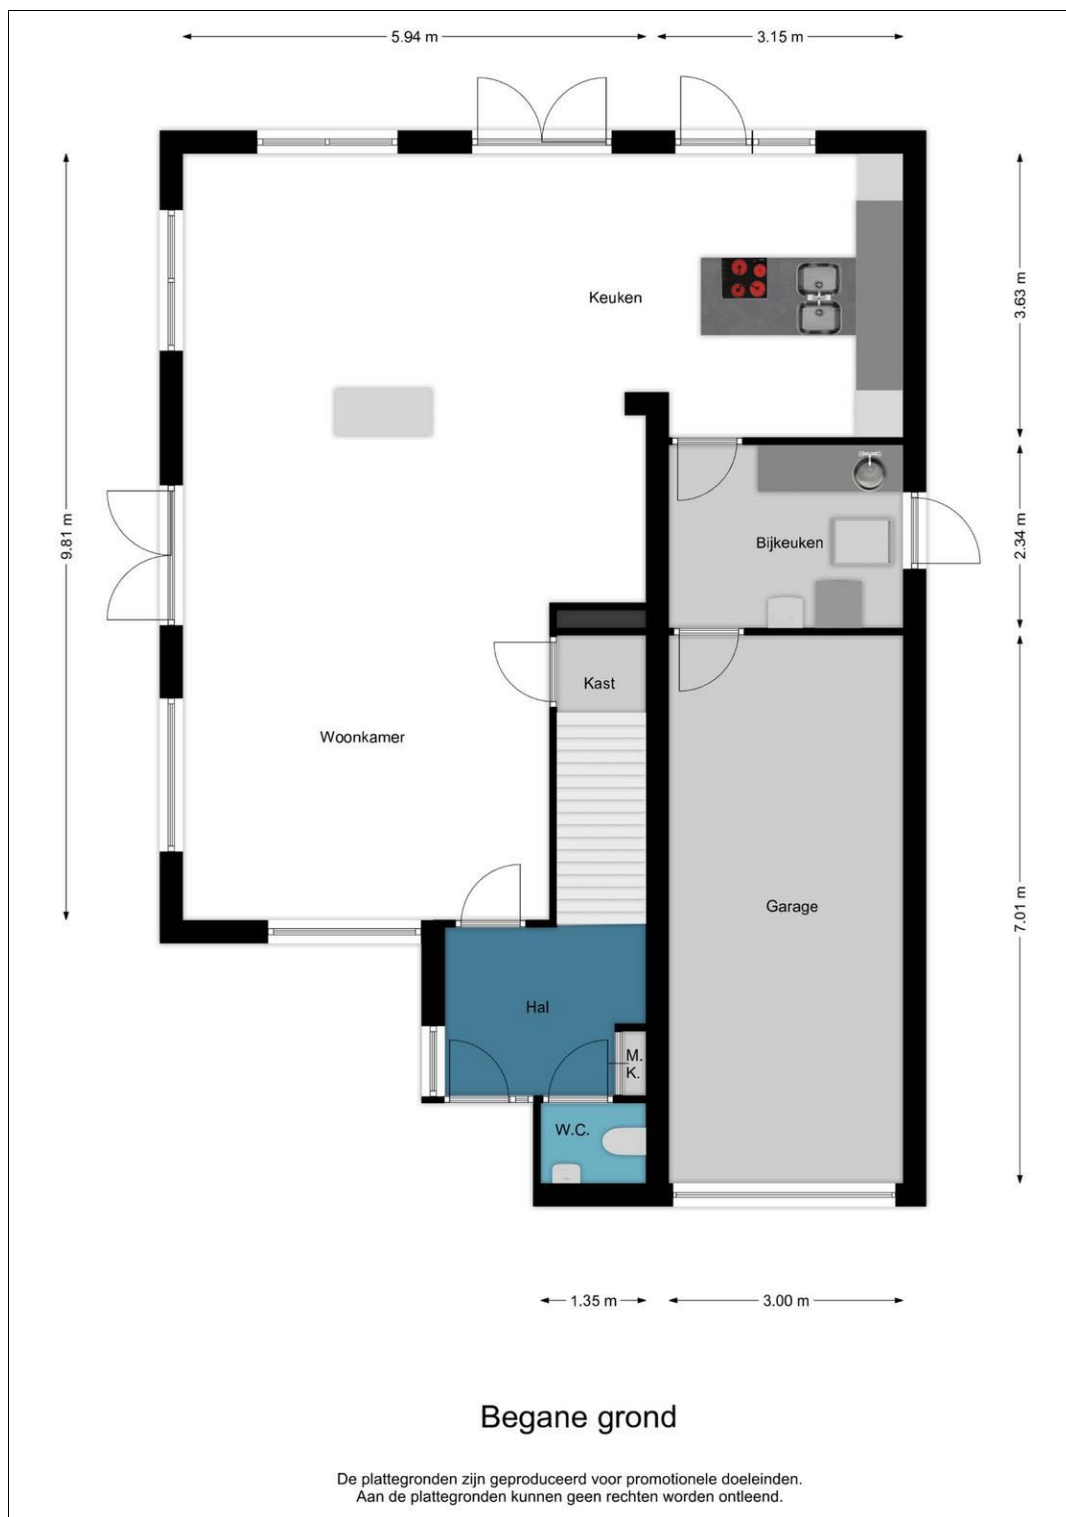 5.94 m
3.15 m
Keuken
3.63 m
9.81 m
Bijkeuken
2.34 m
Kast
Woonkamer
Garage
7.01 m
Hal
M.
K.
W.C.
1.35 m
3.00 m
Begane grond
De plattegronden zijn geproduceerd voor promotionele doeleinden.
Aan de plattegronden kunnen geen rechten worden ontleend.